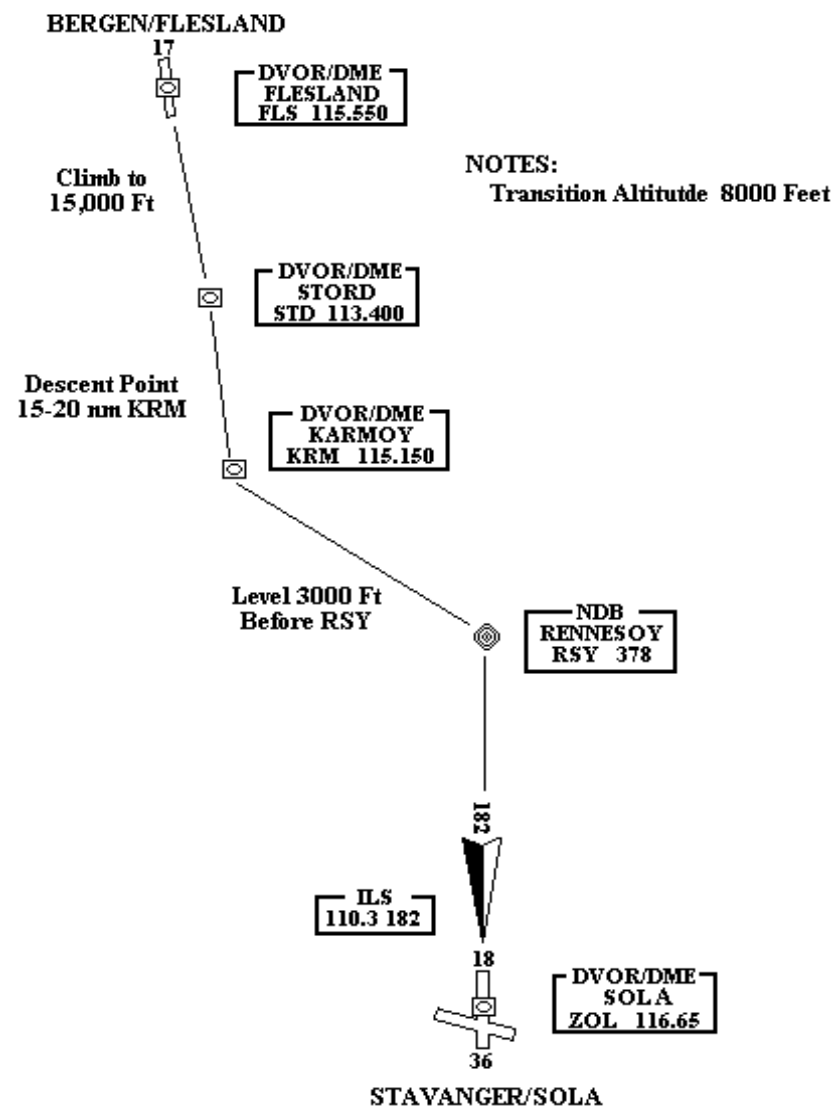 BERGEN/FLESLAND
17
DVOR/DME
FLESLAND
FLS 115.550
NOTES:
Transition Altitutde 8000 Feet
Climb to
15,000 Ft
DVOR/DME
STORD
STD 113.400
Descent Point
15-20 nm KRM
DVOR/DME
KARMOY
KRM 115.150
Level 3000 Ft
Before RSY
NDB
RENNESOY
RSY 378
182
ILS
110.3 182
18
DVOR/DME
SOLA
ZOL 116.65
36
STAVANGER/SOLA